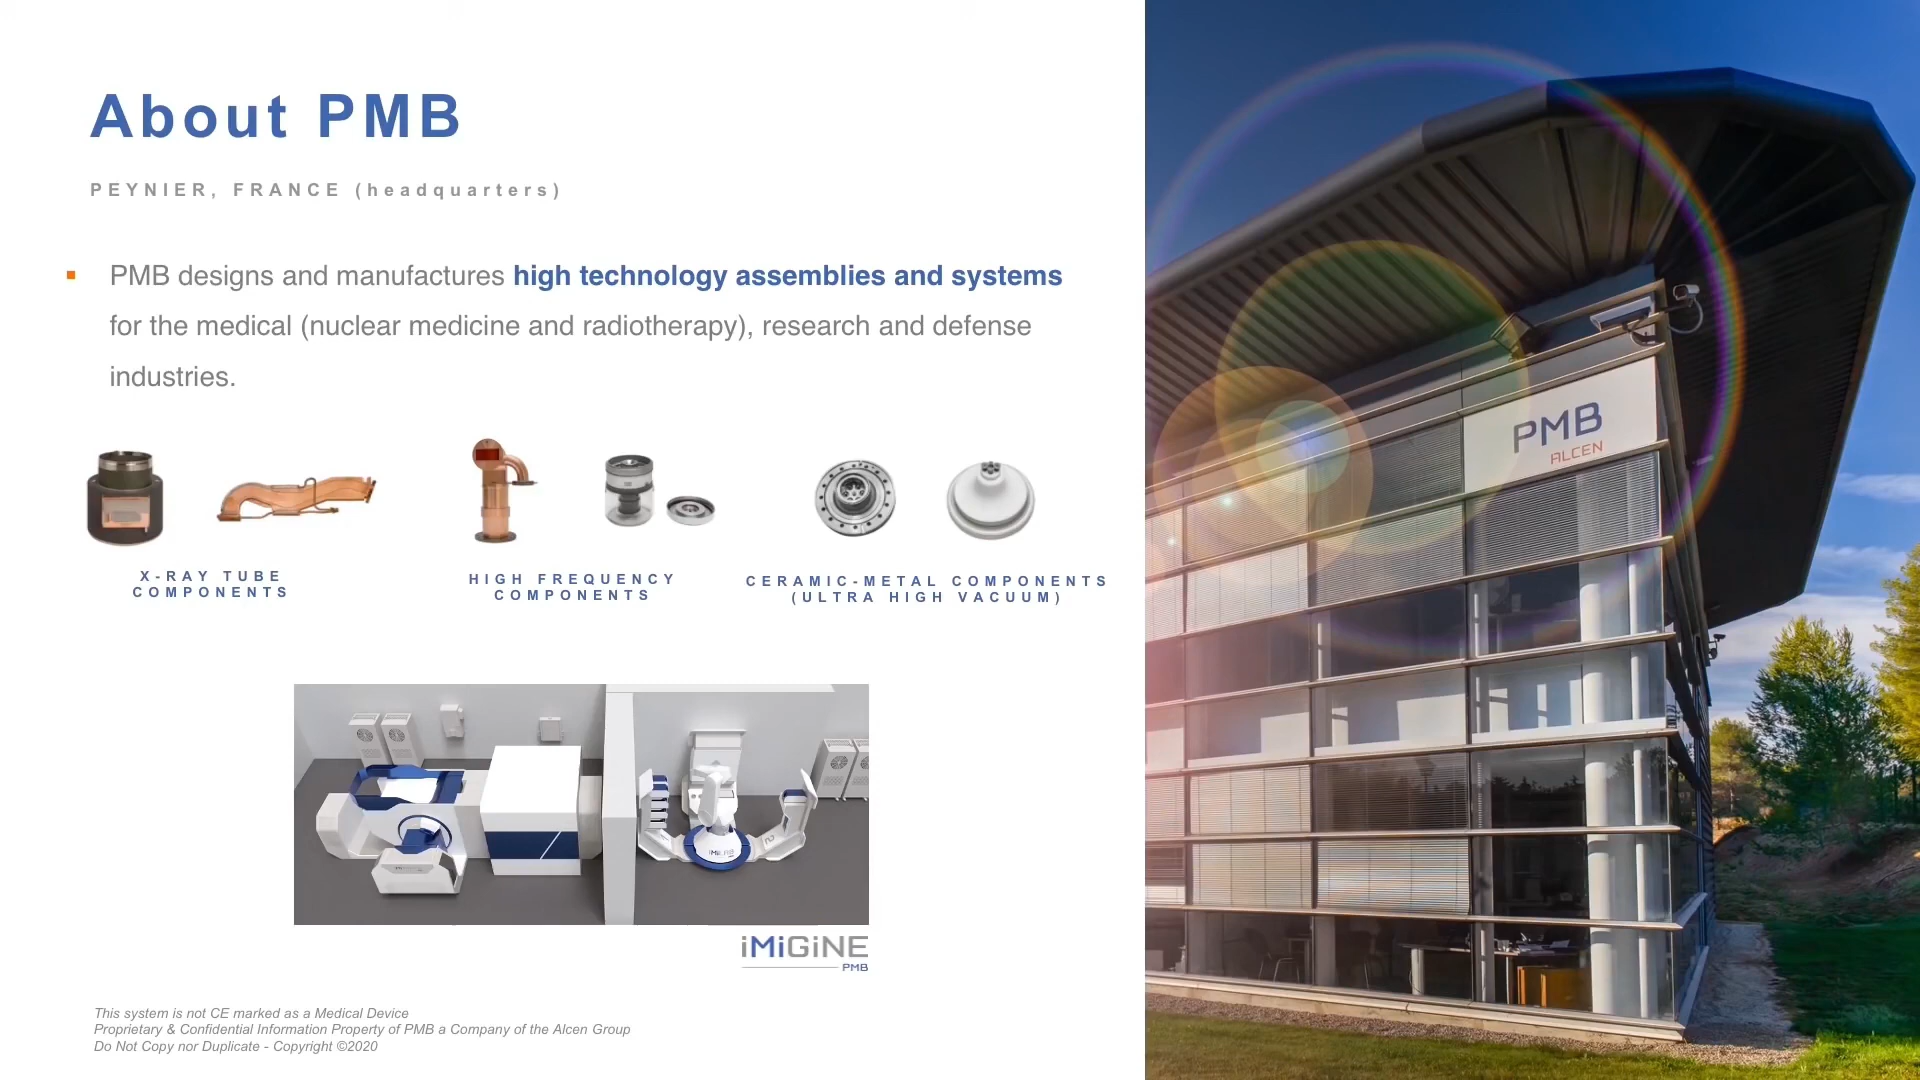 About PMB
PEYNIER, FRANCE (headquarters)
PMB designs and manufactures high technology assemblies and systems
for the medical (nuclear medicine and radiotherapy), research and defense
industries.
X-RAY TUBE
COMPONENTS
HIGH FREQUENCY
COMPONENTS
CERAMIC-METAL COMPONENTS
(ULTRA HIGH VACUUM)
iMiGiNE
PMB
This system is not CE marked as a Medical Device
Proprietary & Confidential Information Property of PMB a Company of the Alcen Group
Do Not Copy nor Duplicate - Copyright ©2020
PMB
ALCEN